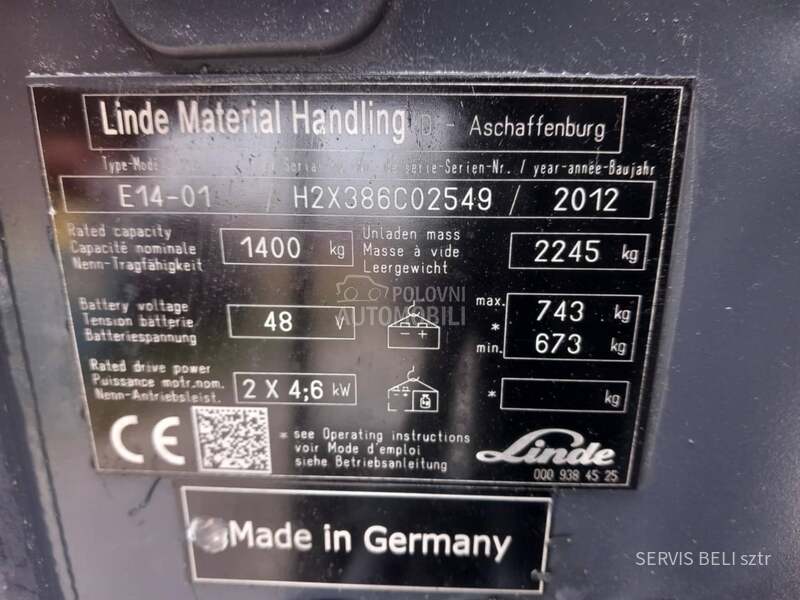 Linde Material Handling D - Aschaffenburg
Serien-Nr. / year-année-Baujahr
E14-01 / H2X386C02549 / 2012
Rated capacity
Capacité nominale
Nenn-Tragfähigkeit
1400 kg
Unladen mass
Masse à vide
Leergewicht
2245 kg
Battery voltage
Tension batterie
Batteriespannung
48 V
- +
max. 743 kg
*
min. 673 kg
Rated drive power
Puissance motr.nom.
Nenn-Antriebsleist.
2 X 4;6 kW
* kg
CE
* see Operating instructions
voir Mode d'emploi
siehe Betriebsanleitung
Linde
000 938 45 25
Made in Germany
POLOVNI
AUTOMOBILI
SERVIS BELI sztr